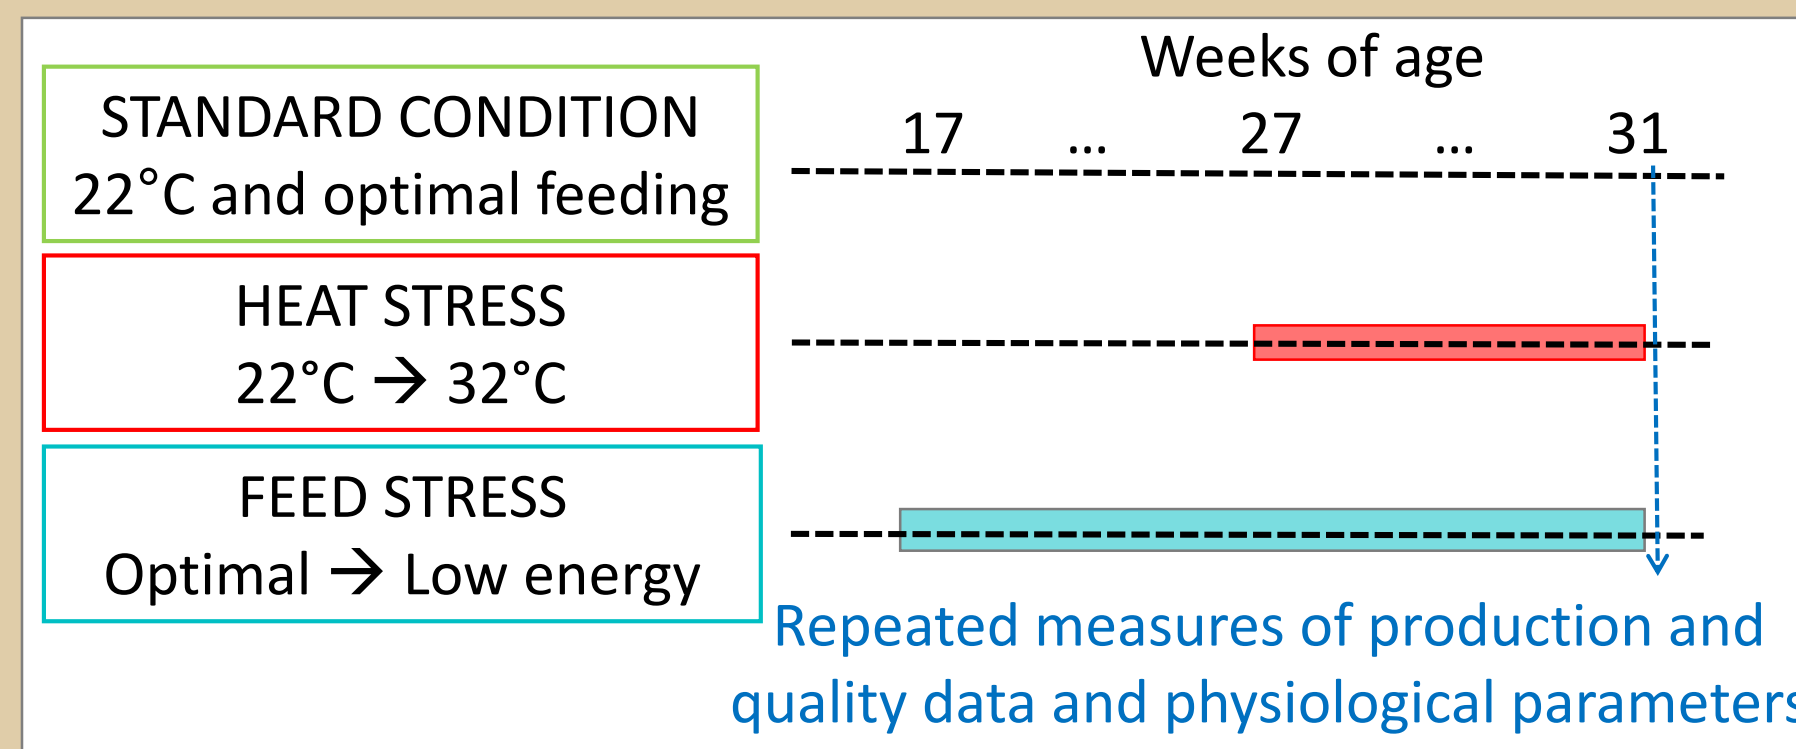 STANDARD CONDITION
22°C and optimal feeding
HEAT STRESS
22°C → 32°C
FEED STRESS
Optimal → Low energy
Weeks of age
17 ... 27 ... 31
Repeated measures of production and
quality data and physiological parameters